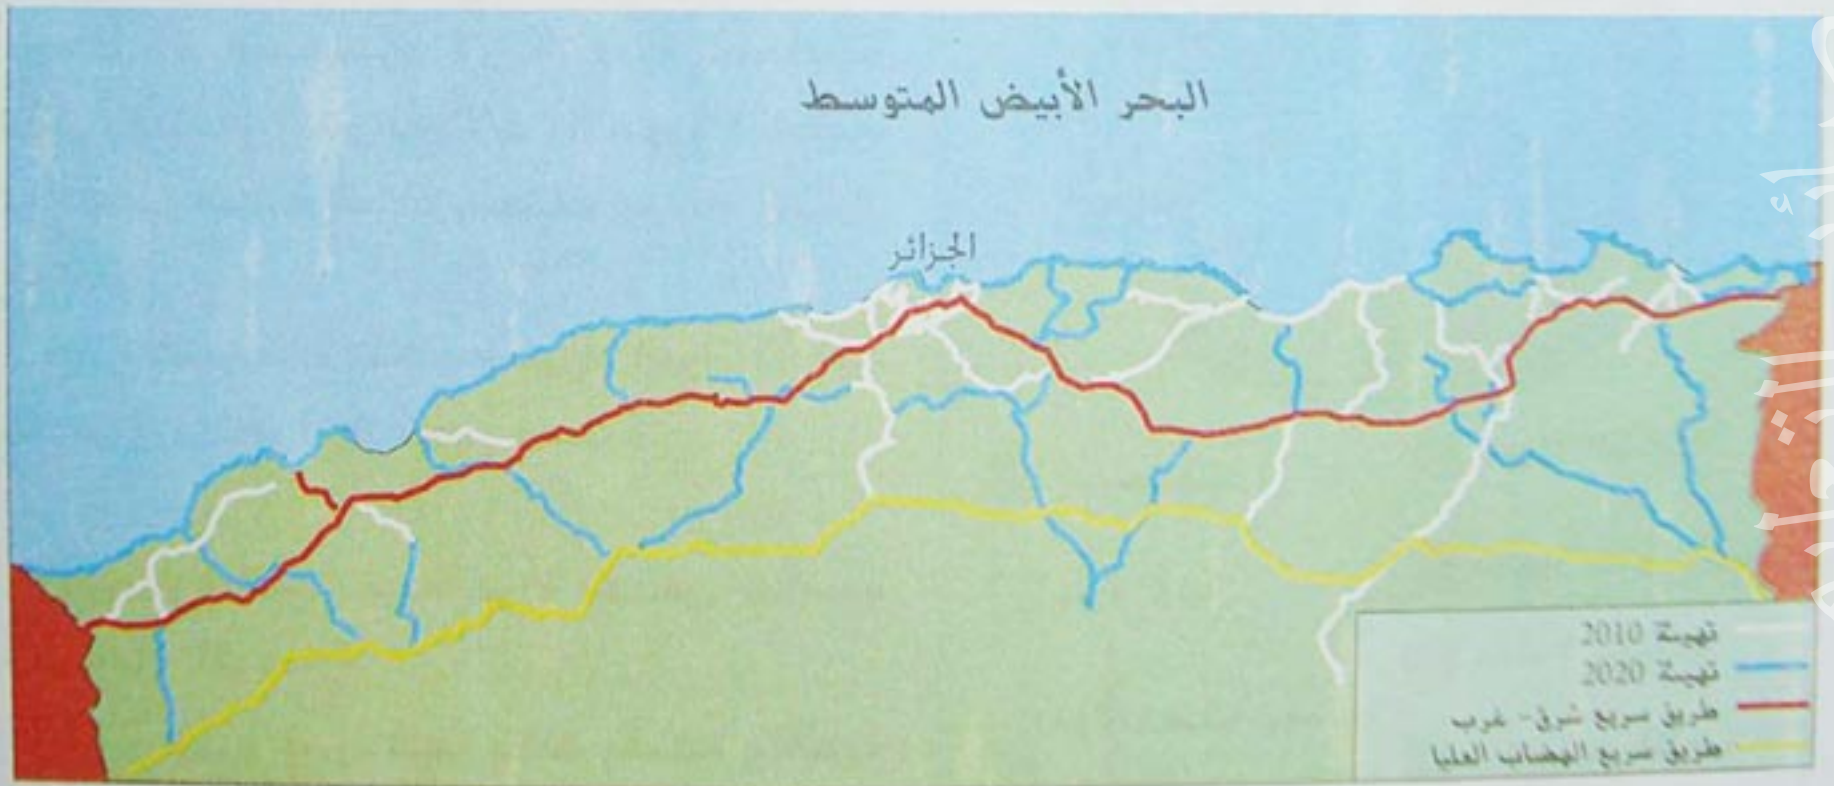 البحر الأبيض المتوسط
الجزائر
تهيئة 2010
تهيئة 2020
طريق سريع شرق - غرب
طريق سريع الهضاب العليا